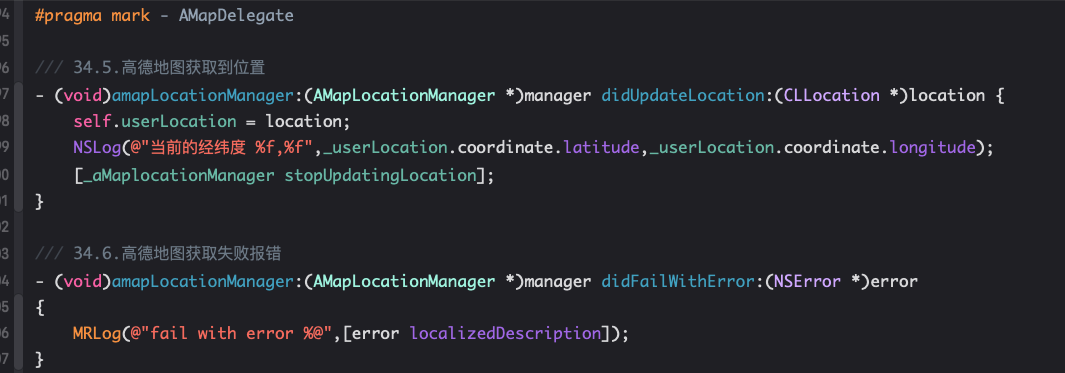 94 #pragma mark - AMapDelegate
95
96 /// 34.5.高德地图获取到位置
97 - (void)amapLocationManager:(AMapLocationManager *)manager didUpdateLocation:(CLLocation *)location {
98 self.userLocation = location;
99 NSLog(@"当前的经纬度 %f,%f",_userLocation.coordinate.latitude,_userLocation.coordinate.longitude);
00 [_aMaplocationManager stopUpdatingLocation];
01 }
02
03 /// 34.6.高德地图获取失败报错
04 - (void)amapLocationManager:(AMapLocationManager *)manager didFailWithError:(NSError *)error
05 {
06 MRLog(@"fail with error %@",[error localizedDescription]);
07 }